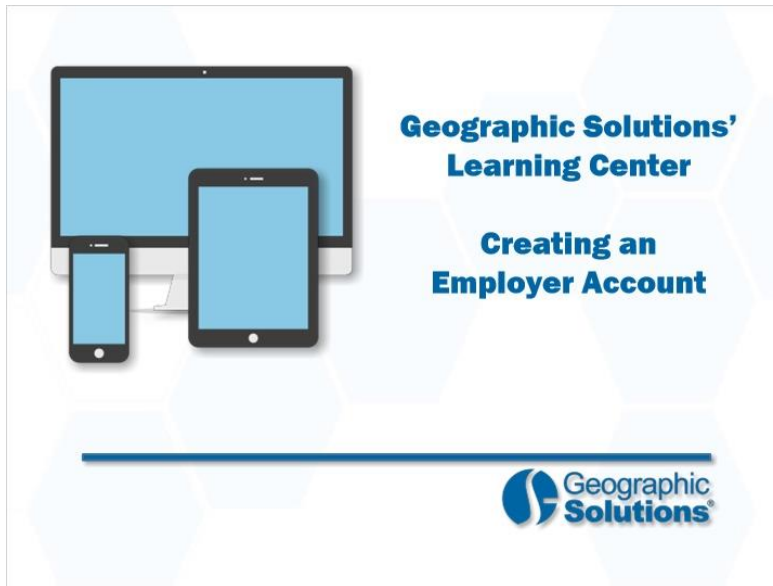 Geographic Solutions’
Learning Center
Creating an
Employer Account
Geographic
Solutions®